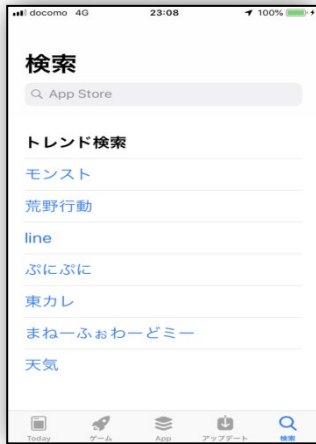 docomo 4G 23:08 100%
検索
App Store
トレンド検索
モンスト
荒野行動
line
ぷにぷに
東カレ
まねーふぉわーどミー
天気
Today ゲーム App アップデート 検索